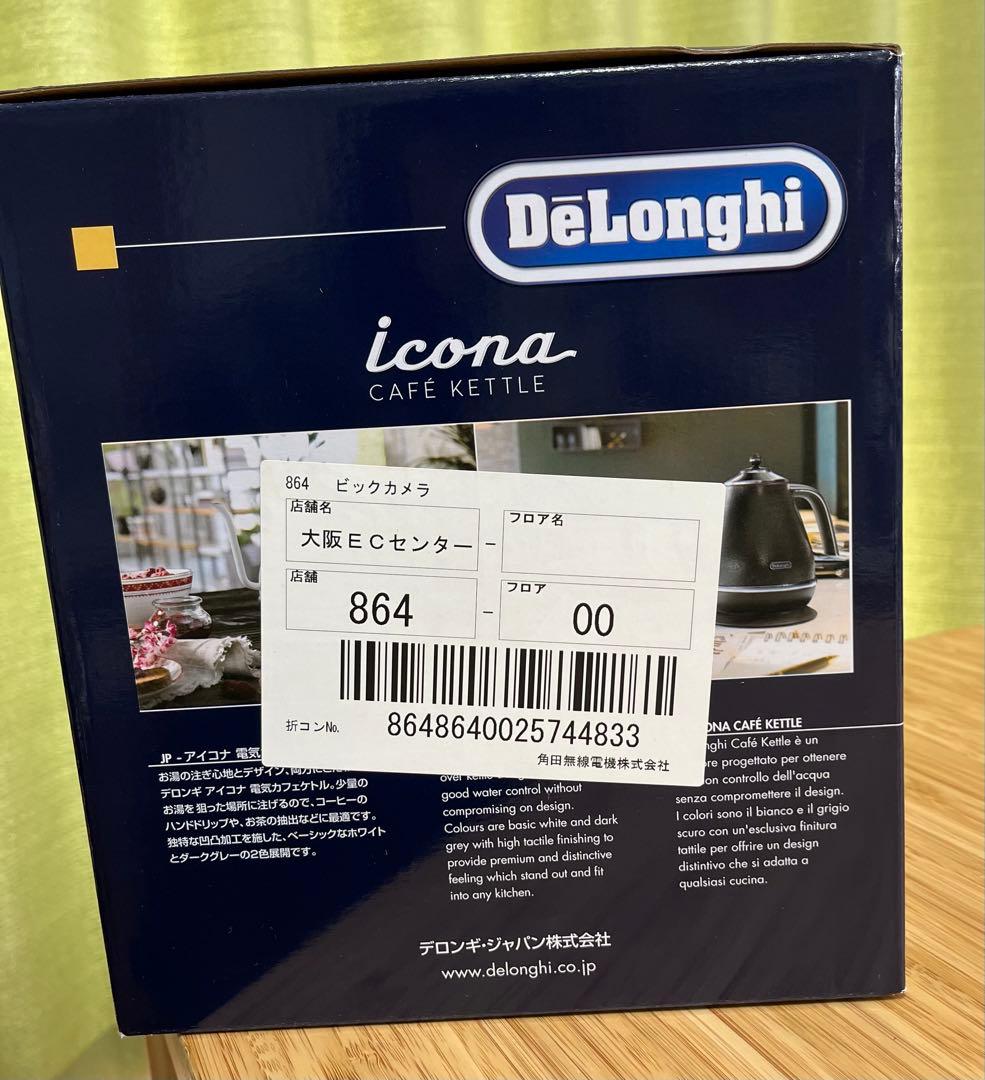 DēLonghi
icona
CAFÉ KETTLE
864 ビックカメラ
店舗名
大阪ECセンター
-
フロア名
店舗
864
-
フロア
00
折コンNo.
8648640025744833
角田無線電機株式会社
DeLonghi
JP - アイコナ 電気
お湯の注ぎ心地とデザイン、両方に
デロンギ アイコナ 電気カフェケトル。少量の
お湯を狙った場所に注げるので、コーヒーの
ハンドドリップや、お茶の抽出などに最適です。
独特な凹凸加工を施した、ベーシックなホワイト
とダークグレーの2色展開です。
good water control without
compromising on design.
Colours are basic white and dark
grey with high tactile finishing to
provide premium and distinctive
feeling which stand out and fit
into any kitchen.
ONA CAFÉ KETTLE
nghi Café Kettle è un
re progettato per ottenere
on controllo dell'acqua
senza compromettere il design.
I colori sono il bianco e il grigio
scuro con un'esclusiva finitura
tattile per offrire un design
distintivo che si adatta a
qualsiasi cucina.
デロンギ・ジャパン株式会社
www.delonghi.co.jp